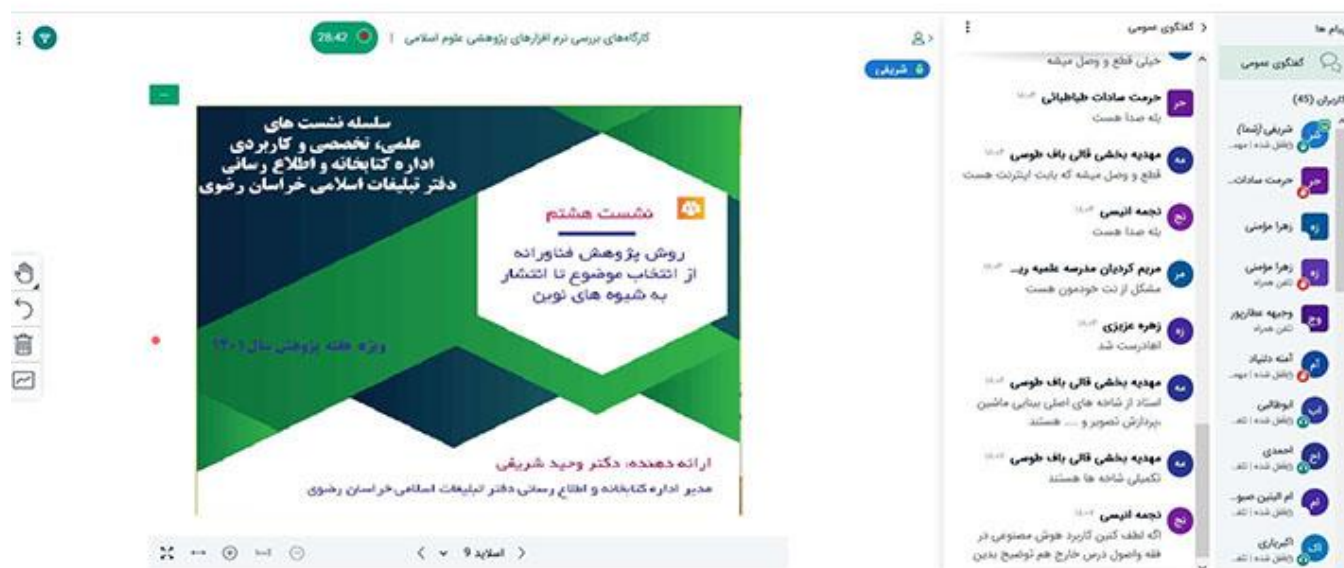 پیام ها
گفتگوی عمومی
کاربران (45)
شریفی (شما)
حرمت سادات...
زهرا مؤمنی
زهرا مؤمنی
تلفن همراه
وجیهه عطارپور
تلفن همراه
آمنه دلنیاد
ابوطالبی
احمدی
ام البنین صبو...
اکبریاری
گفتگوی عمومی
خیلی قطع و وصل میشه
حرمت سادات طباطبائی
بله صدا هست
مهدیه بخشی قالی باف طوسی
قطع و وصل میشه که بابت اینترنت هست
نجمه انیسی
بله صدا هست
مریم کردیان مدرسه علمیه ریـ...
مشکل از نت خودمون هست
زهره عزیزی
اهادرست شد
مهدیه بخشی قالی باف طوسی
استاد از شاخه های اصلی بینایی ماشین
،پردازش تصویر و .... هستند
مهدیه بخشی قالی باف طوسی
تکمیلی شاخه ها هستند
نجمه انیسی
اگه لطف کنین کاربرد هوش مصنوعی در
فقه واصول درس خارج هم توضیح بدین
کارگاه‌های بررسی نرم افزارهای پژوهشی علوم اسلامی | 28:42
شریفی
سلسله نشست های
علمی، تخصصی و کاربردی
اداره کتابخانه و اطلاع رسانی
دفتر تبلیغات اسلامی خراسان رضوی
نشست هشتم
روش پژوهش فناورانه
از انتخاب موضوع تا انتشار
به شیوه های نوین
ویژه هفته پژوهش سال ۱۴۰۱
ارائه دهنده: دکتر وحید شریفی
مدیر اداره کتابخانه و اطلاع رسانی دفتر تبلیغات اسلامی خراسان رضوی
اسلاید 9